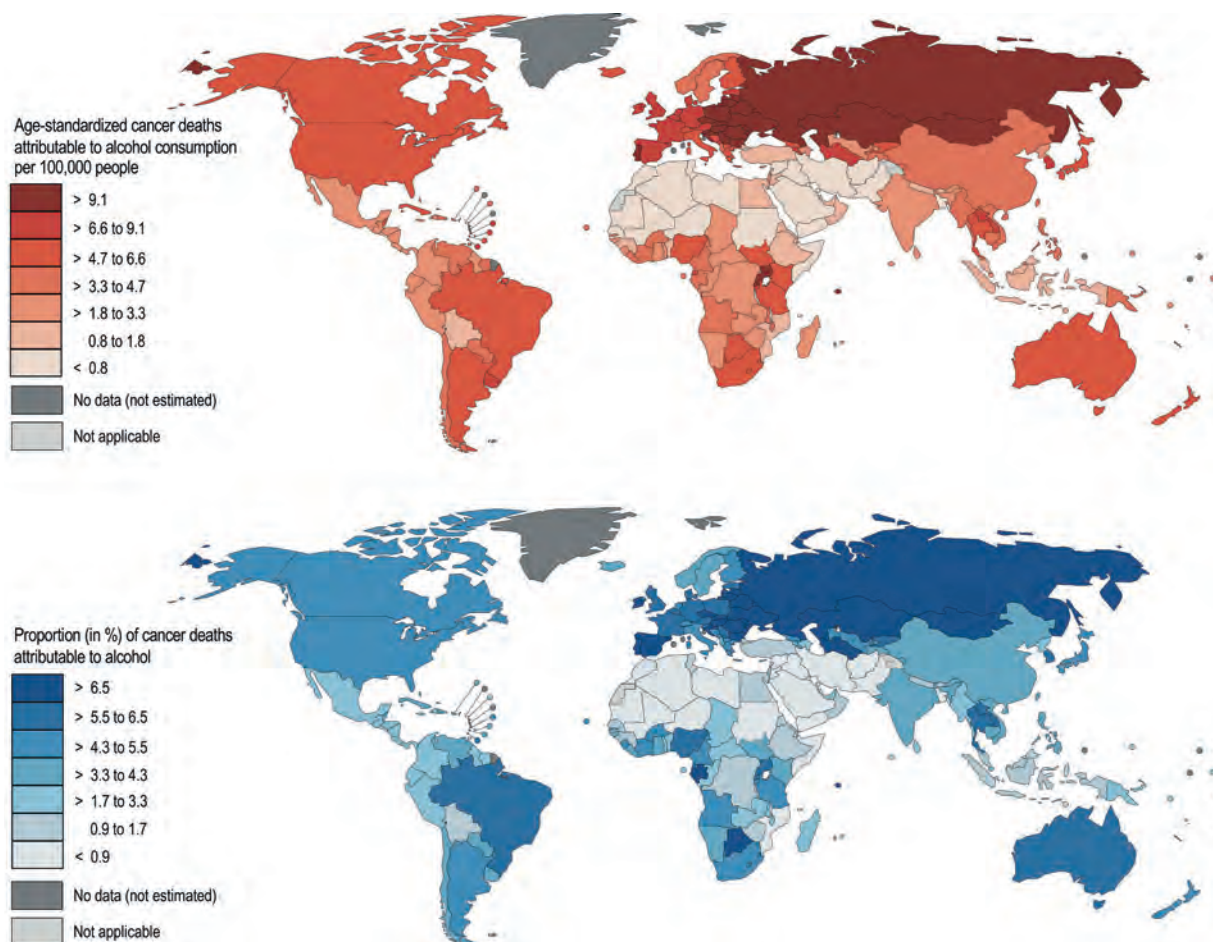 Age-standardized cancer deaths
attributable to alcohol consumption
per 100,000 people
> 9.1
> 6.6 to 9.1
> 4.7 to 6.6
> 3.3 to 4.7
> 1.8 to 3.3
0.8 to 1.8
< 0.8
No data (not estimated)
Not applicable
Proportion (in %) of cancer deaths
attributable to alcohol
> 6.5
> 5.5 to 6.5
> 4.3 to 5.5
> 3.3 to 4.3
> 1.7 to 3.3
0.9 to 1.7
< 0.9
No data (not estimated)
Not applicable